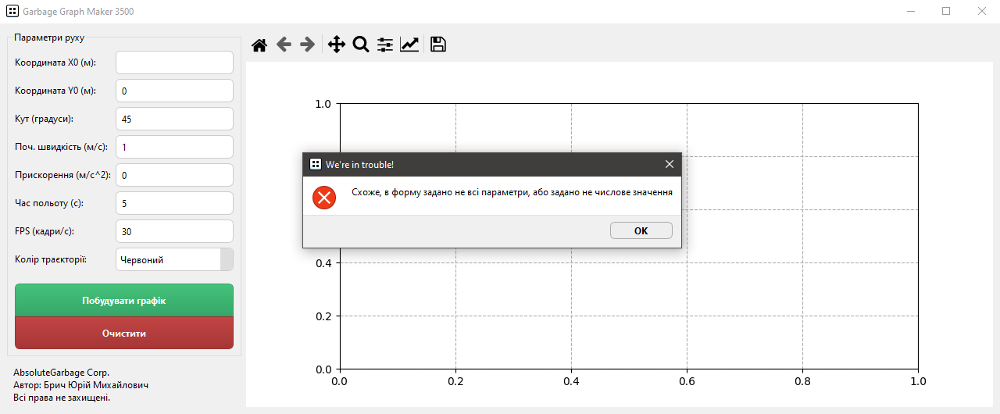 Garbage Graph Maker 3500
Параметри руху
Координата X0 (м):
Координата Y0 (м):
0
Кут (градуси):
45
Поч. швидкість (м/с):
1
Прискорення (м/с^2):
0
Час польоту (с):
5
FPS (кадри/с):
30
Колір траєкторії:
Червоний
Побудувати графік
Очистити
AbsoluteGarbage Corp.
Автор: Брич Юрій Михайлович
Всі права не захищені.
1.0
We're in trouble!
Схоже, в форму задано не всі параметри, або задано не числове значення
OK
0.4
0.2
0.0
0.0 0.2 0.4 0.6 0.8 1.0